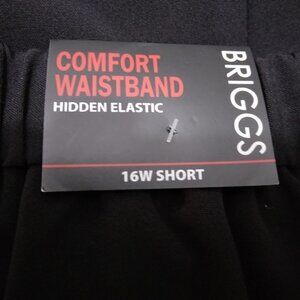 COMFORT
WAISTBAND
HIDDEN ELASTIC
BRIGGS
16W SHORT